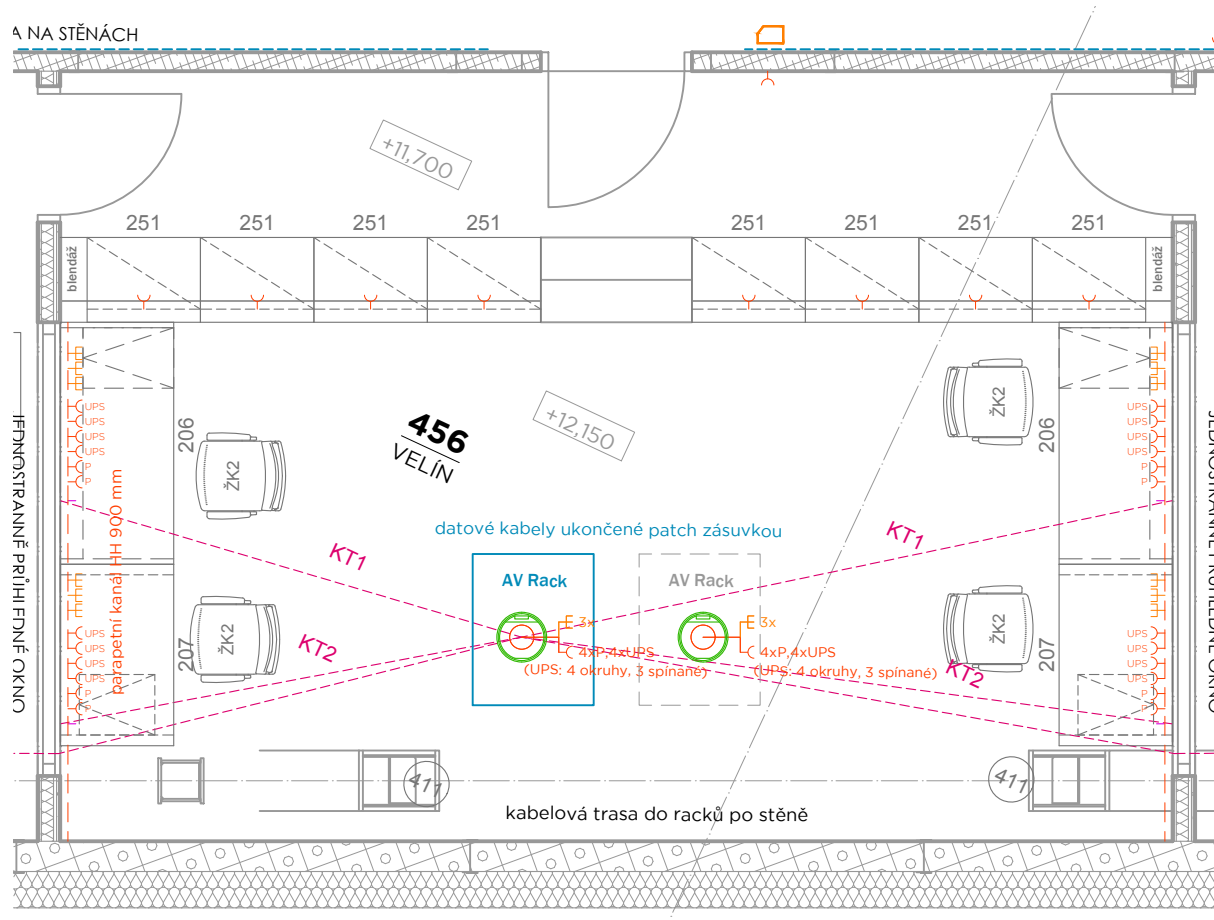 A NA STĚNÁCH
+11,700
251
251
251
251
251
251
251
251
blendáž
blendáž
UPS
UPS
UPS
UPS
P
P
206
ŽK2
456
VELÍN
+12,150
ŽK2
206
UPS
UPS
UPS
UPS
P
P
parapetní kanál HH 900 mm
datové kabely ukončené patch zásuvkou
KT1
KT1
AV Rack
AV Rack
UPS
UPS
UPS
UPS
P
P
207
ŽK2
KT2
E 3x
4xP,4xUPS
(UPS: 4 okruhy, 3 spínané)
E 3x
4xP,4xUPS
(UPS: 4 okruhy, 3 spínané)
KT2
ŽK2
207
UPS
UPS
UPS
UPS
P
P
411
411
kabelová trasa do racků po stěně